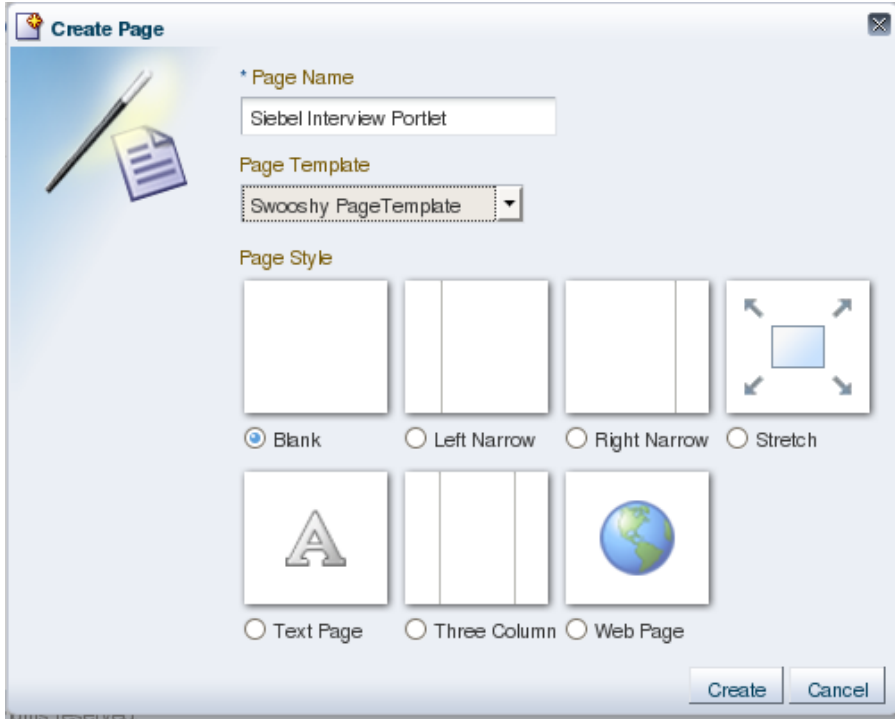 Create Page
* Page Name
Siebel Interview Portlet
Page Template
Swooshy PageTemplate
Page Style
Blank Left Narrow Right Narrow Stretch
A
Text Page Three Column Web Page
Create Cancel